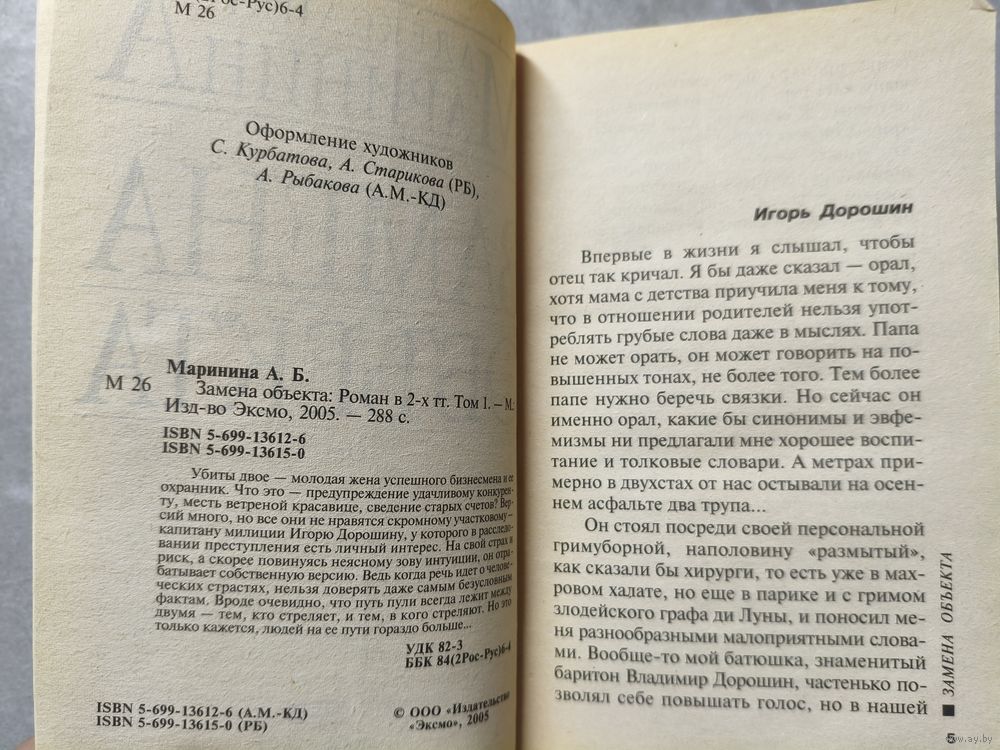 (2Рос-Рус)6-4
М 26
Оформление художников
С. Курбатова, А. Старикова (РБ),
А. Рыбакова (А.М.-КД)
Маринина А. Б.
М 26
Замена объекта: Роман в 2-х тт. Том 1. – М.:
Изд-во Эксмо, 2005. — 288 с.
ISBN 5-699-13612-6
ISBN 5-699-13615-0
Убиты двое — молодая жена успешного бизнесмена и ее
охранник. Что это — предупреждение удачливому конкурен-
ту, месть ветреной красавице, сведение старых счетов? Вер-
сий много, но все они не нравятся скромному участковому –
капитану милиции Игорю Дорошину, у которого в расследо-
вании преступления есть личный интерес. На свой страх и
риск, а скорее повинуясь неясному зову интуиции, он отра-
батывает собственную версию. Ведь когда речь идет о челове-
ческих страстях, нельзя доверять даже самым безусловным
фактам. Вроде очевидно, что путь пули всегда лежит между
двумя — тем, кто стреляет, и тем, в кого стреляют. Но это
только кажется, людей на ее пути гораздо больше...
УДК 82-3
ББК 84(2Рос-Рус)6-4
ISBN 5-699-13612-6 (А.М.-КД)
ISBN 5-699-13615-0 (РБ)
© ООО «Издательство
«Эксмо», 2005
Игорь Дорошин
Впервые в жизни я слышал, чтобы
отец так кричал. Я бы даже сказал — орал,
хотя мама с детства приучила меня к тому,
что в отношении родителей нельзя упот-
реблять грубые слова даже в мыслях. Папа
не может орать, он может говорить на по-
вышенных тонах, не более того. Тем более
папе нужно беречь связки. Но сейчас он
именно орал, какие бы синонимы и эвфе-
мизмы ни предлагали мне хорошее воспи-
тание и толковые словари. А метрах при-
мерно в двухстах от нас остывали на осен-
нем асфальте два трупа...
Он стоял посреди своей персональной
гримуборной, наполовину «размытый»,
как сказали бы хирурги, то есть уже в мах-
ровом халате, но еще в парике и с гримом
злодейского графа ди Луны, и поносил ме-
ня разнообразными малоприятными слова-
ми. Вообще-то мой батюшка, знаменитый
баритон Владимир Дорошин, частенько по-
зволял себе повышать голос, но в нашей
ЗАМЕНА ОБЪЕКТА
5
www.ay.by